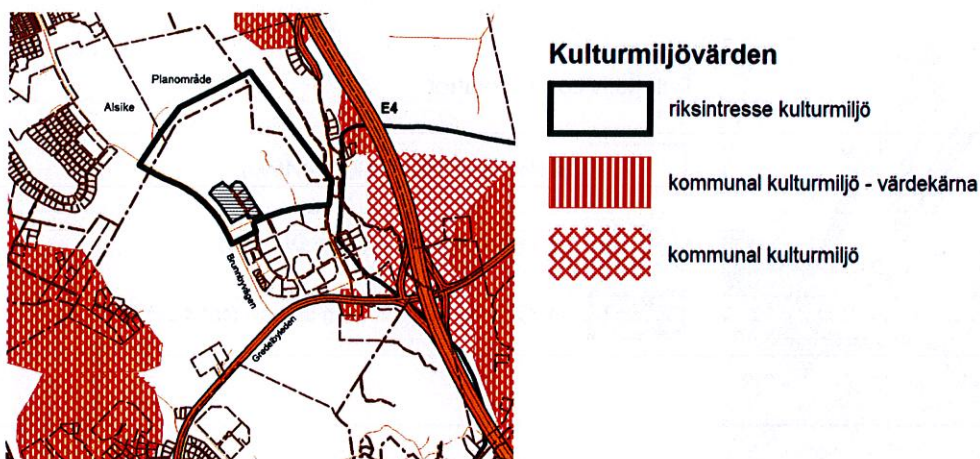 Planområde
Alsike
E4
Brunnbyvägen
Gredelbyleden
Kulturmiljövärden
riksintresse kulturmiljö
kommunal kulturmiljö - värdekärna
kommunal kulturmiljö